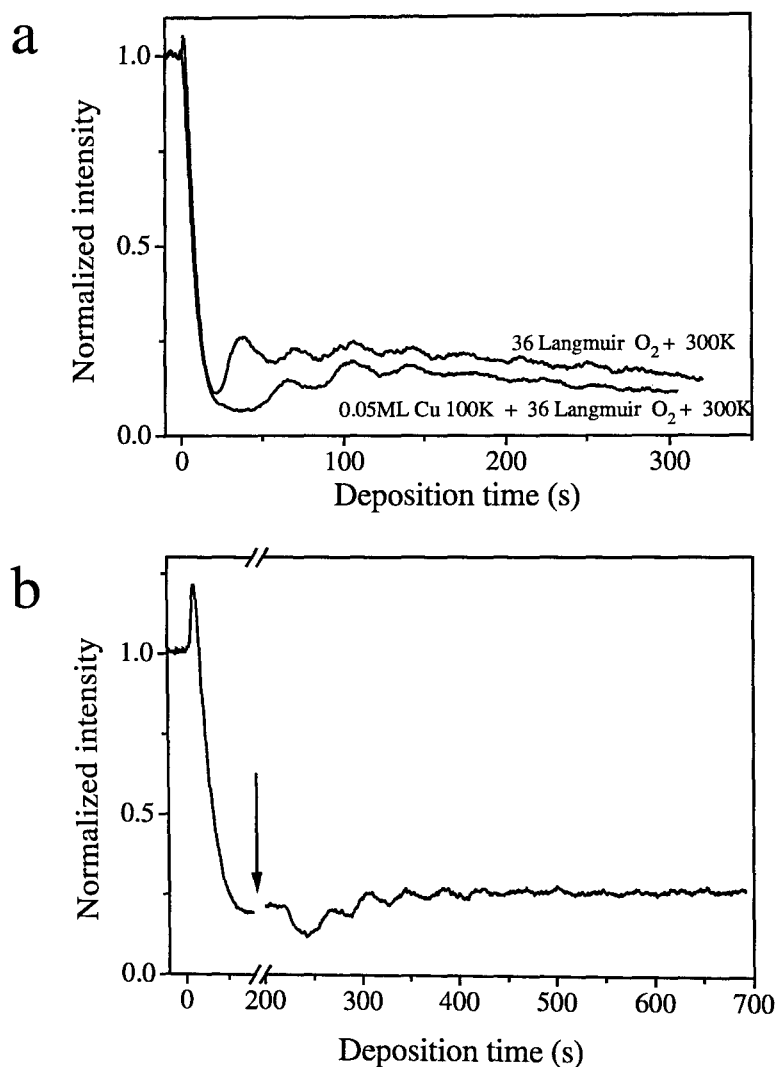 a
1.0
0.5
0.0
Normalized intensity
36 Langmuir O2 + 300K
0.05ML Cu 100K + 36 Langmuir O2 + 300K
0 100 200 300
Deposition time (s)
b
1.0
0.5
0.0
Normalized intensity
0 200 300 400 500 600 700
Deposition time (s)